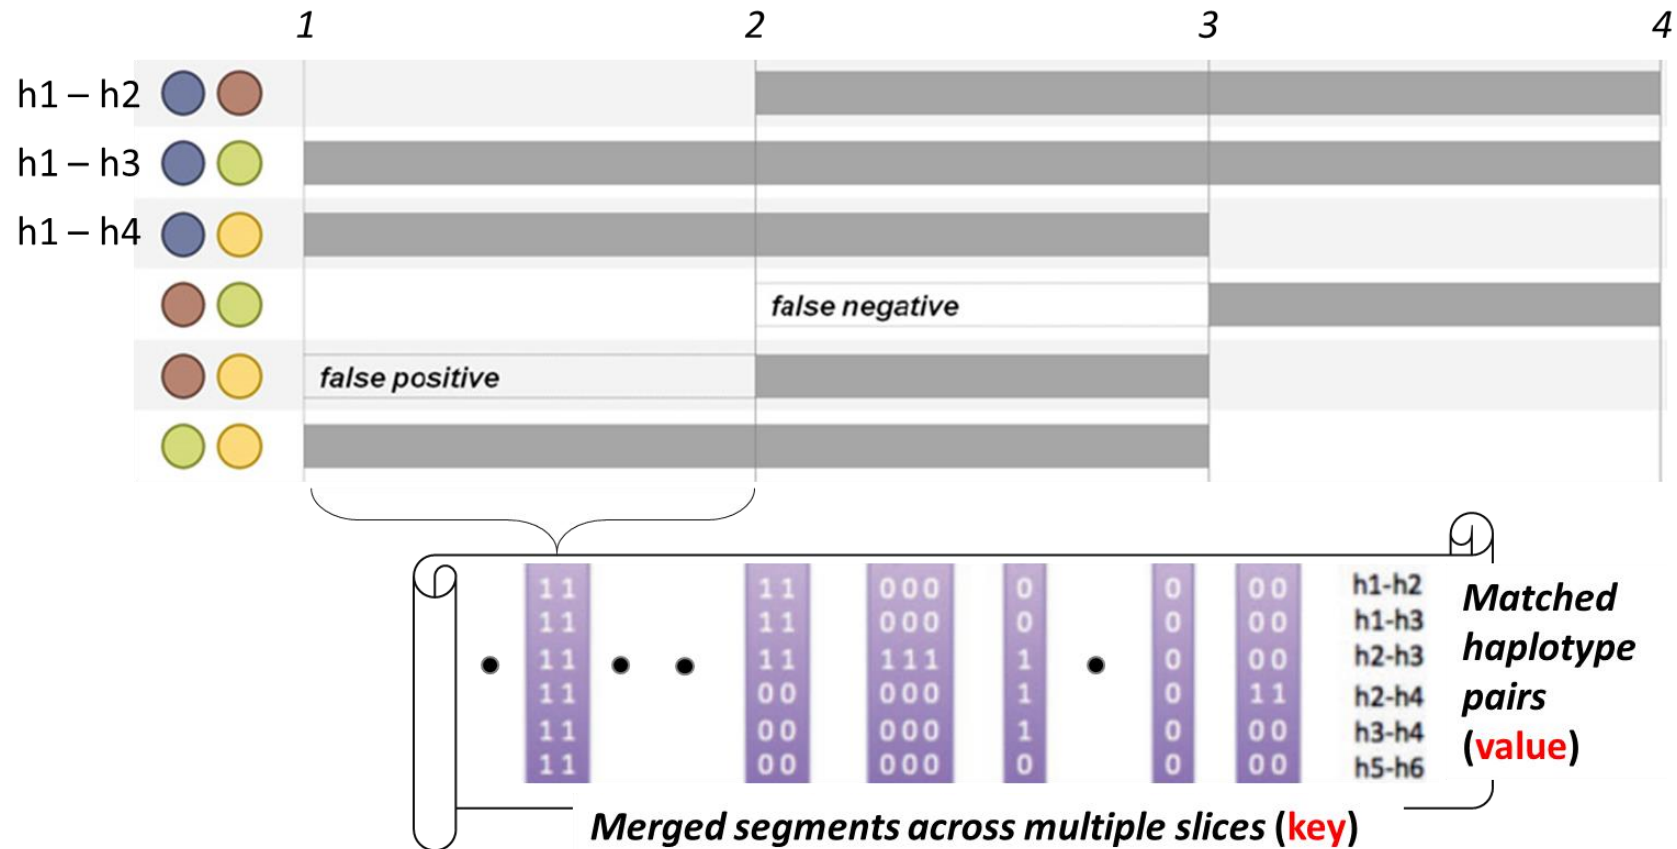 1 2 3 4
h1 – h2
h1 – h3
h1 – h4
false negative
false positive
11 11 000 0 0 00 h1-h2
11 11 000 0 0 00 h1-h3
11 11 111 1 0 00 h2-h3
11 00 000 1 0 11 h2-h4
11 00 000 1 0 00 h3-h4
11 00 000 0 0 00 h5-h6
Matched
haplotype
pairs
(value)
Merged segments across multiple slices (key)